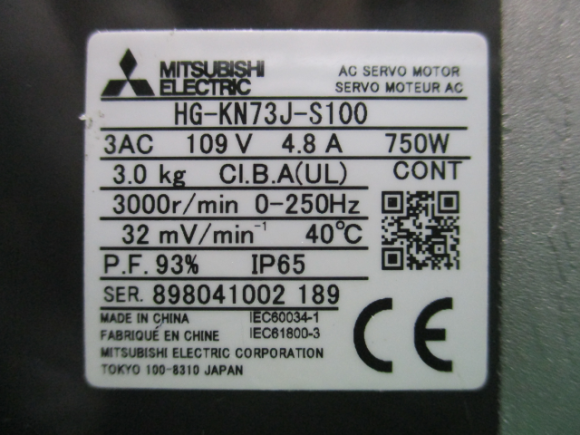 MITSUBISHI
ELECTRIC
AC SERVO MOTOR
SERVO MOTEUR AC
HG-KN73J-S100
3AC 109 V 4.8 A 750W
3.0 kg CI.B.A(UL) CONT
3000r/min 0-250Hz
32 mV/min⁻¹ 40℃
P.F. 93% IP65
SER. 898041002 189
MADE IN CHINA IEC60034-1
FABRIQUÉ EN CHINE IEC61800-3
MITSUBISHI ELECTRIC CORPORATION
TOKYO 100-8310 JAPAN
CE